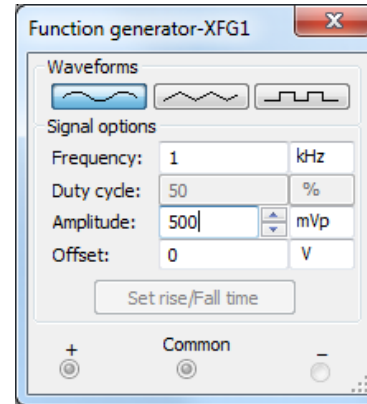 Function generator-XFG1
Waveforms
Signal options
Frequency: 1 kHz
Duty cycle: 50 %
Amplitude: 500 mVp
Offset: 0 V
Set rise/Fall time
+ Common −